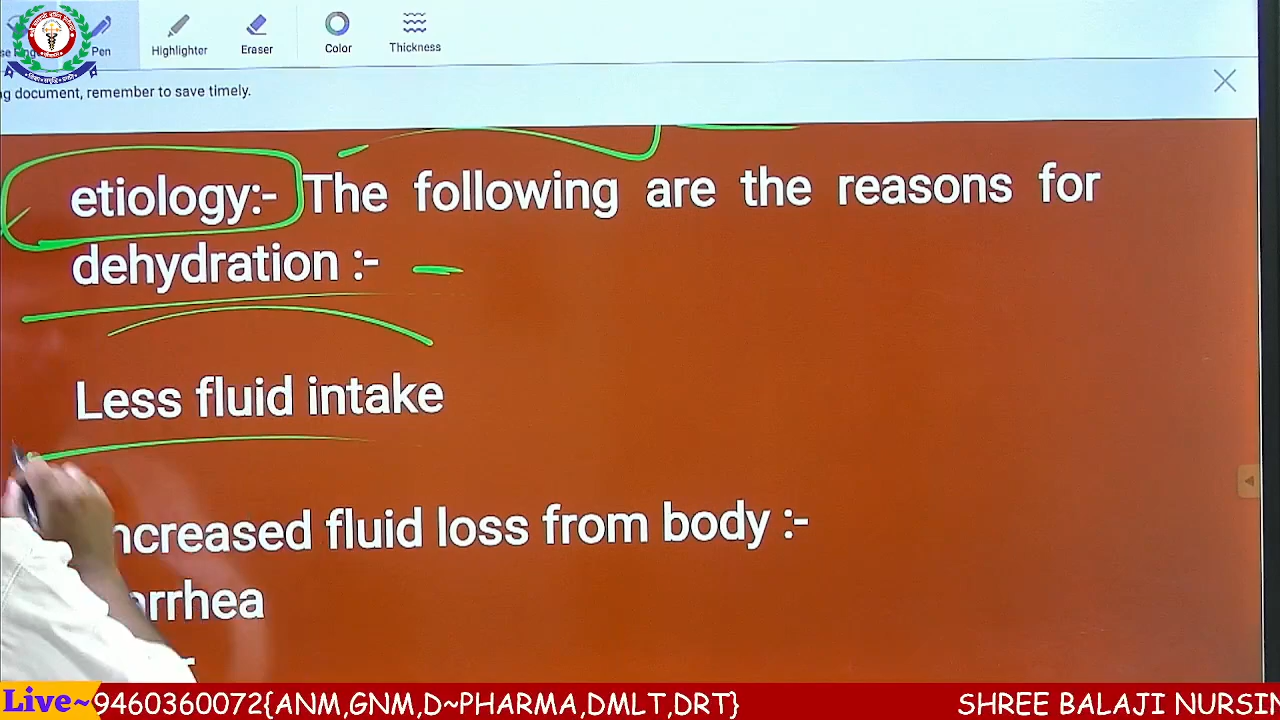 Pen
Highlighter
Eraser
Color
Thickness
document, remember to save timely.
etiology:- The following are the reasons for
dehydration :-
Less fluid intake
ncreased fluid loss from body :-
arrhea
Live~ 9460360072{ANM,GNM,D~PHARMA,DMLT,DRT} SHREE BALAJI NURSIN